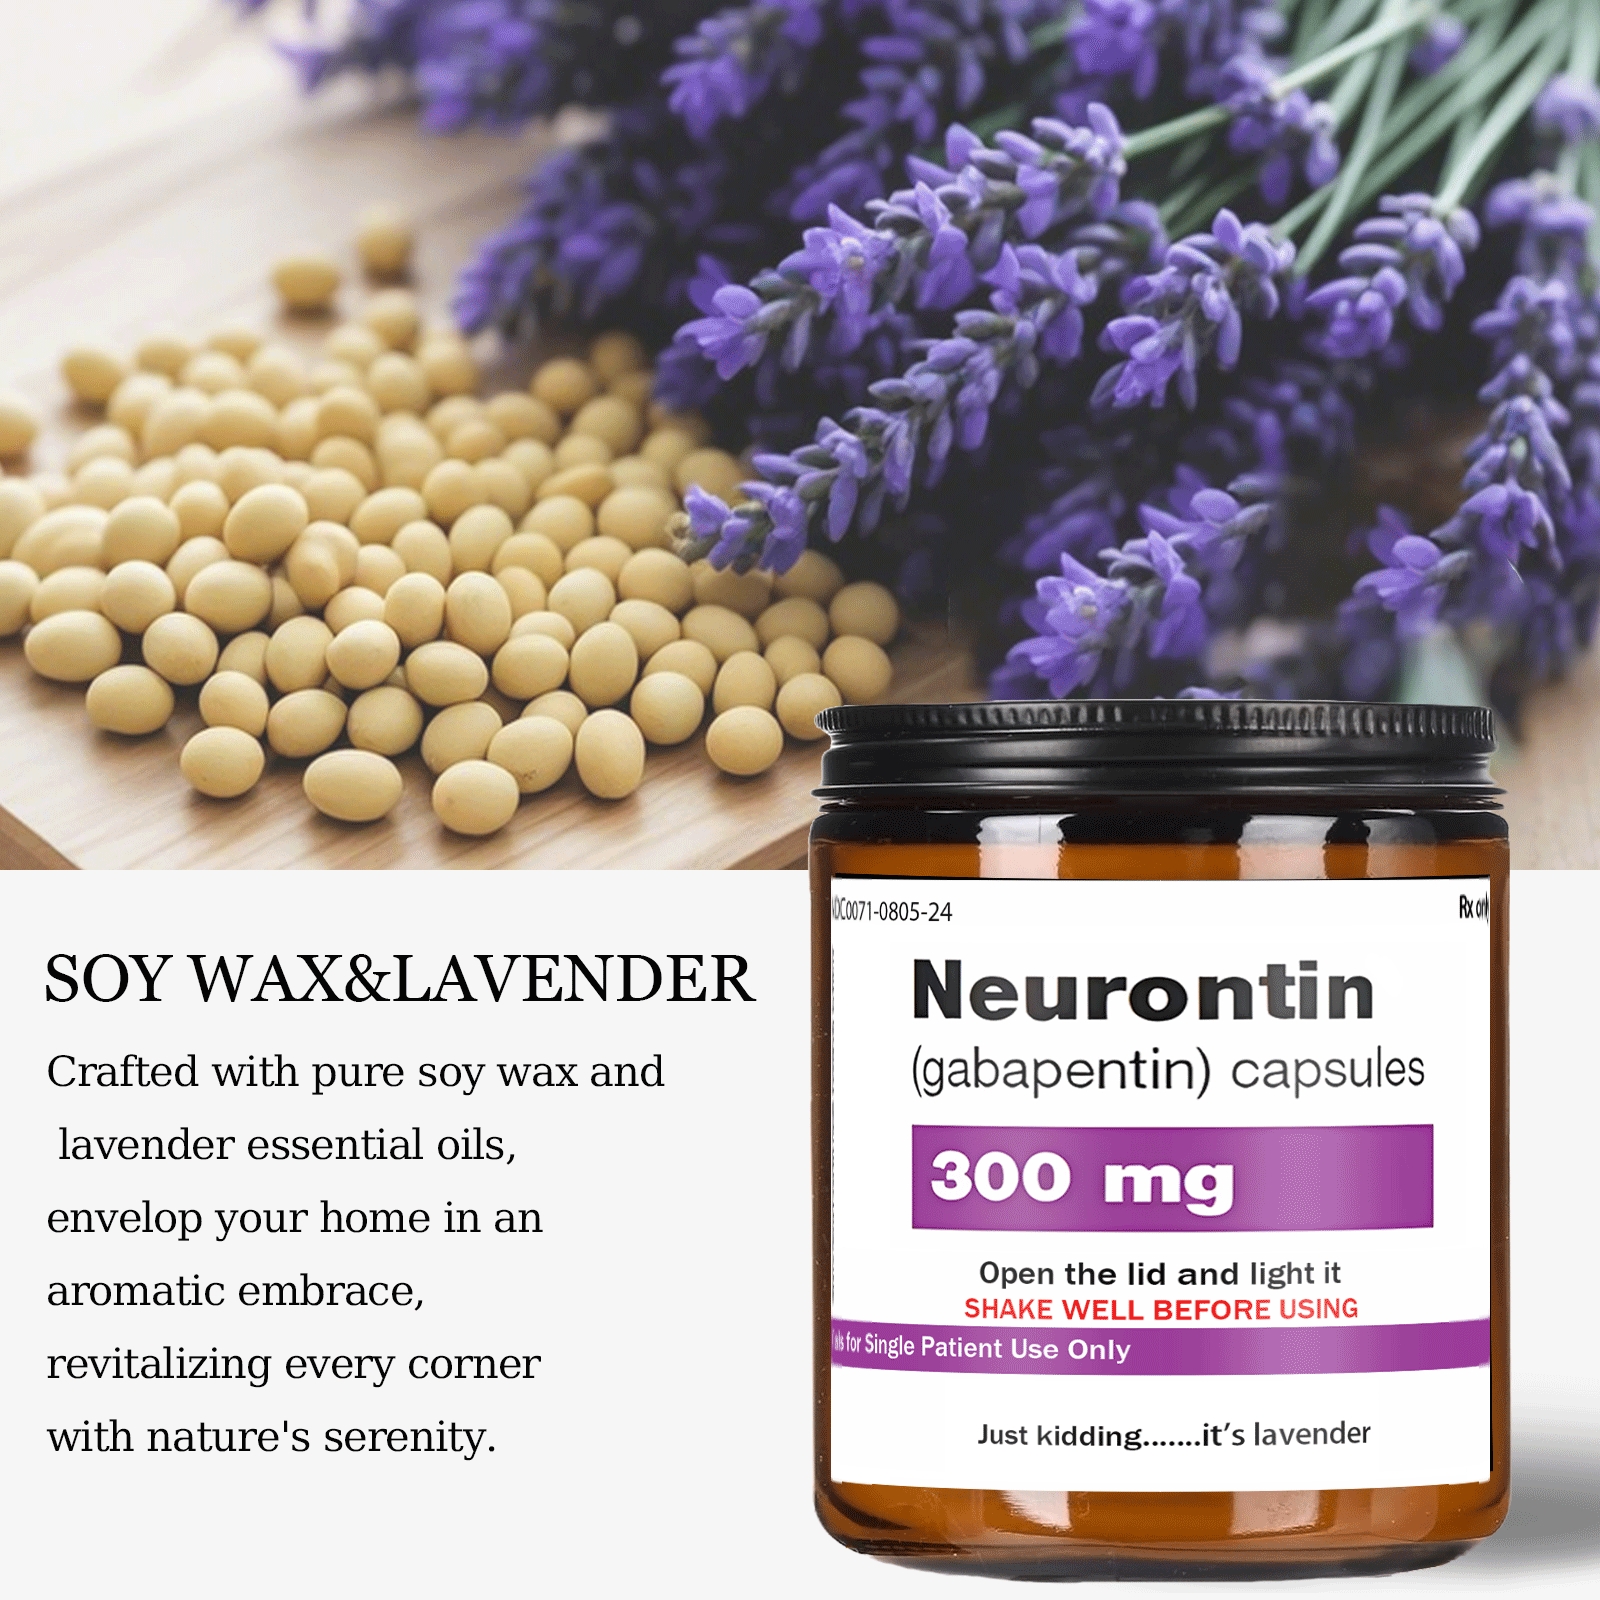 SOY WAX&LAVENDER
Crafted with pure soy wax and
lavender essential oils,
envelop your home in an
aromatic embrace,
revitalizing every corner
with nature's serenity.
0071-0805-24
Rx only
Neurontin
(gabapentin) capsules
300 mg
Open the lid and light it
SHAKE WELL BEFORE USING
for Single Patient Use Only
Just kidding.......it’s lavender